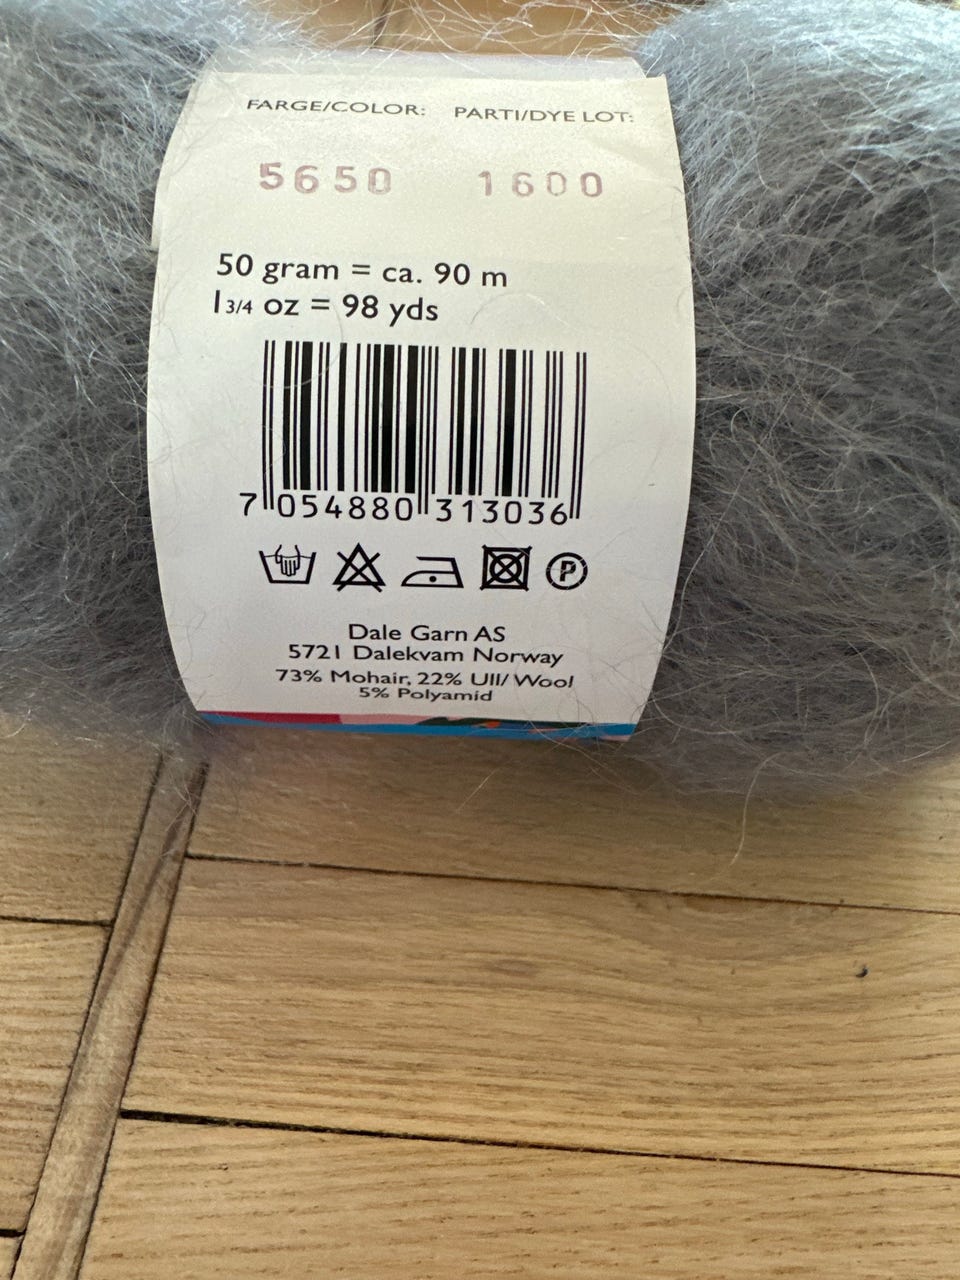 FARGE/COLOR: PARTI/DYE LOT:
5650 1600
50 gram = ca. 90 m
1 3/4 oz = 98 yds
7 054880 313036
P
Dale Garn AS
5721 Dalekvam Norway
73% Mohair, 22% Ull/ Wool
5% Polyamid